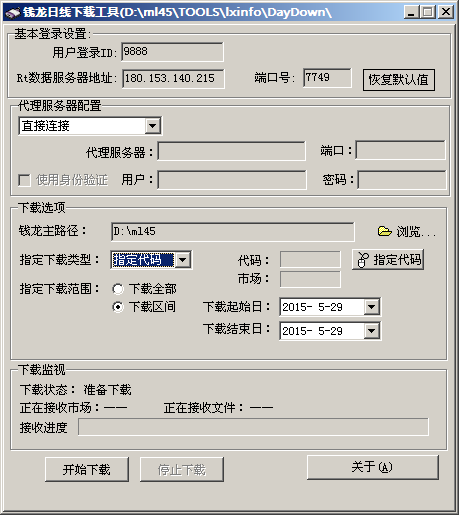 钱龙日线下载工具(D:\ml45\TOOLS\lxinfo\DayDown\
基本登录设置:
用户登录ID: 9888
Rt数据服务器地址: 180.153.140.215 端口号: 7749 恢复默认值
代理服务器配置
直接连接
代理服务器： 端口：
使用身份验证 用户： 密码：
下载选项
钱龙主路径： D:\ml45 浏览...
指定下载类型： 指定代码 代码： 指定代码
市场：
指定下载范围： 下载全部
下载区间 下载起始日： 2015- 5-29
下载结束日： 2015- 5-29
下载监视
下载状态： 准备下载
正在接收市场：—— 正在接收文件：——
接收进度
开始下载 停止下载 关于(A)